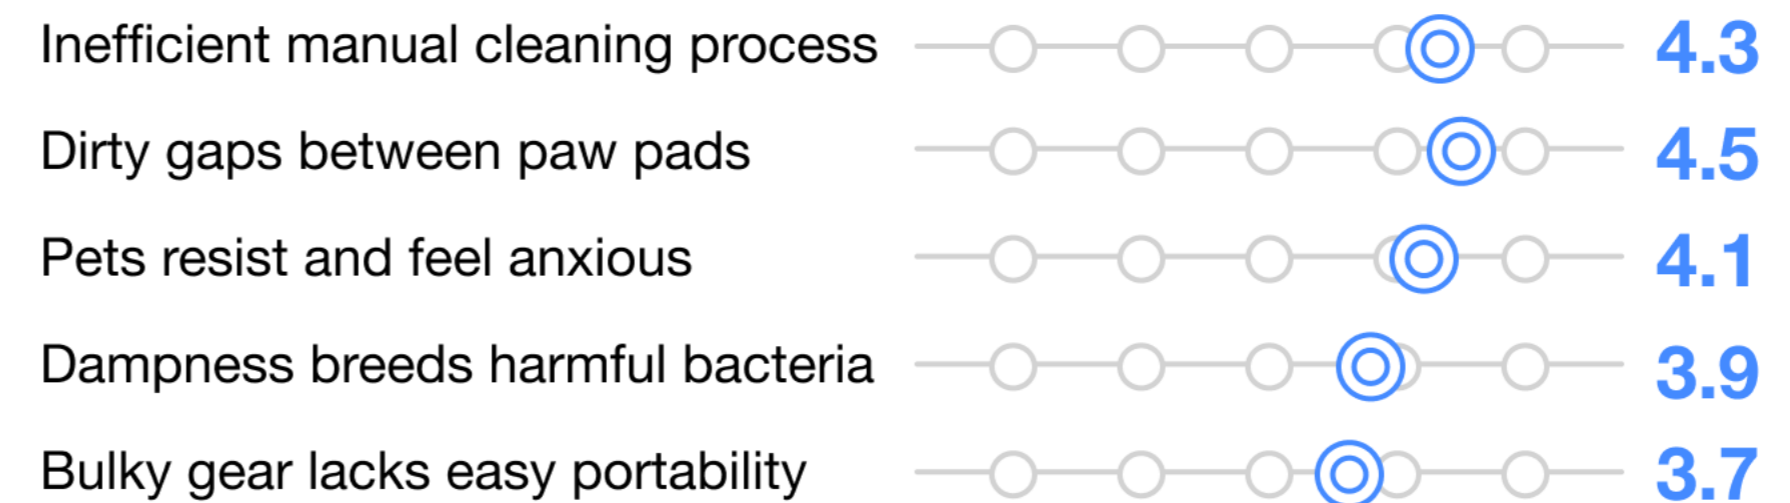 Inefficient manual cleaning process 4.3
Dirty gaps between paw pads 4.5
Pets resist and feel anxious 4.1
Dampness breeds harmful bacteria 3.9
Bulky gear lacks easy portability 3.7